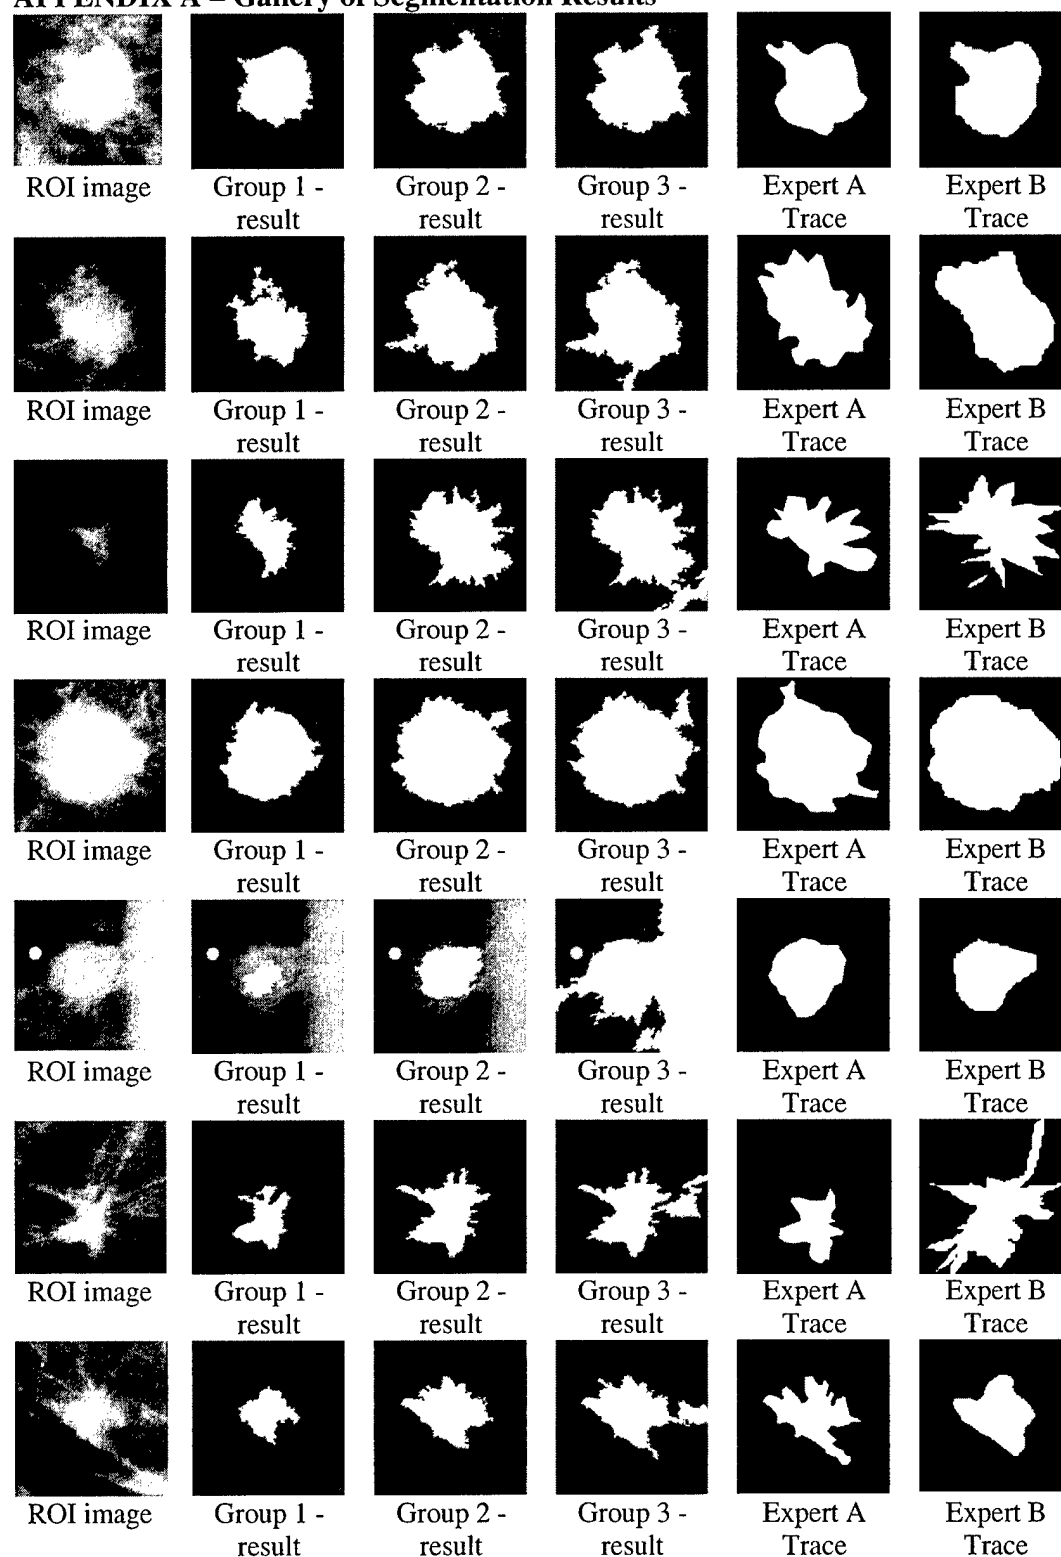 APPENDIX A – Gallery of Segmentation Results
ROI image Group 1 - Group 2 - Group 3 - Expert A Expert B
result result result Trace Trace
ROI image Group 1 - Group 2 - Group 3 - Expert A Expert B
result result result Trace Trace
ROI image Group 1 - Group 2 - Group 3 - Expert A Expert B
result result result Trace Trace
ROI image Group 1 - Group 2 - Group 3 - Expert A Expert B
result result result Trace Trace
ROI image Group 1 - Group 2 - Group 3 - Expert A Expert B
result result result Trace Trace
ROI image Group 1 - Group 2 - Group 3 - Expert A Expert B
result result result Trace Trace
ROI image Group 1 - Group 2 - Group 3 - Expert A Expert B
result result result Trace Trace